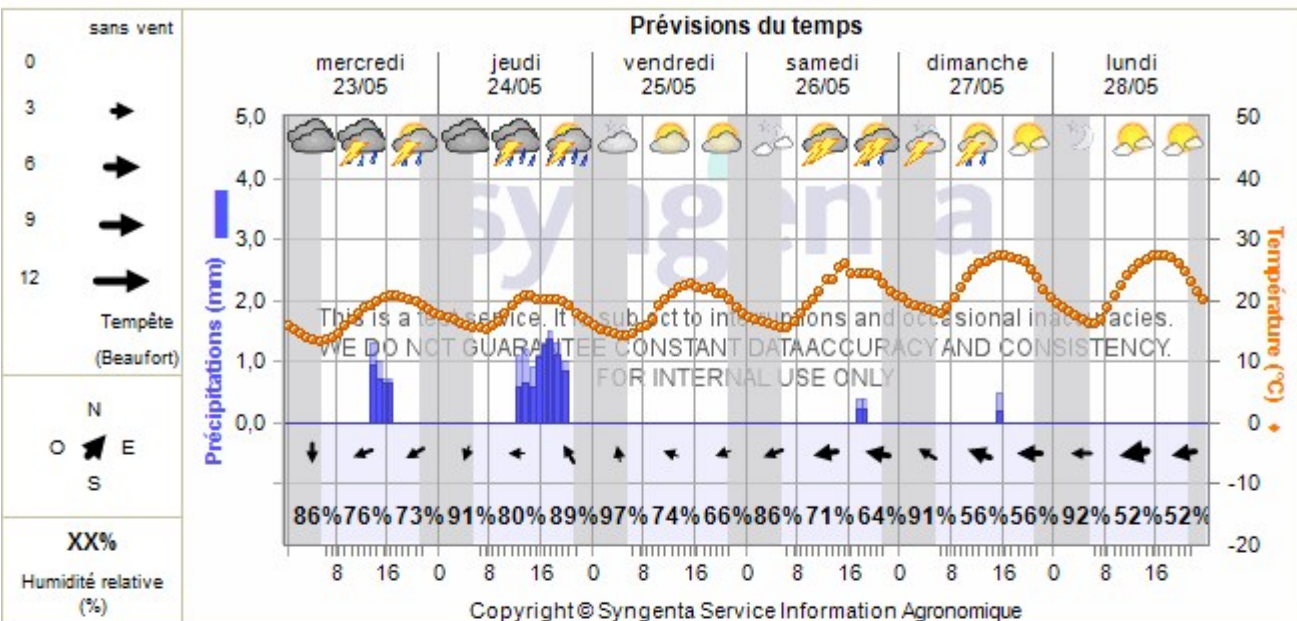 sans vent
0
3
6
9
12
Tempête
(Beaufort)
N
O E
S
XX%
Humidité relative
(%)
Prévisions du temps
mercredi jeudi vendredi samedi dimanche lundi
23/05 24/05 25/05 26/05 27/05 28/05
Précipitations (mm)
5,0
4,0
3,0
2,0
1,0
0,0
syngenta
This is a test service. It is subject to interruptions and occasional inaccuracies.
WE DO NOT GUARANTEE CONSTANT DATA ACCURACY AND CONSISTENCY.
FOR INTERNAL USE ONLY
50
40
30
20
10
0
-10
-20
Température (°C)
86% 76% 73% 91% 80% 89% 97% 74% 66% 86% 71% 64% 91% 56% 56% 92% 52% 52%
8 16 0 8 16 0 8 16 0 8 16 0 8 16 0 8 16
Copyright © Syngenta Service Information Agronomique